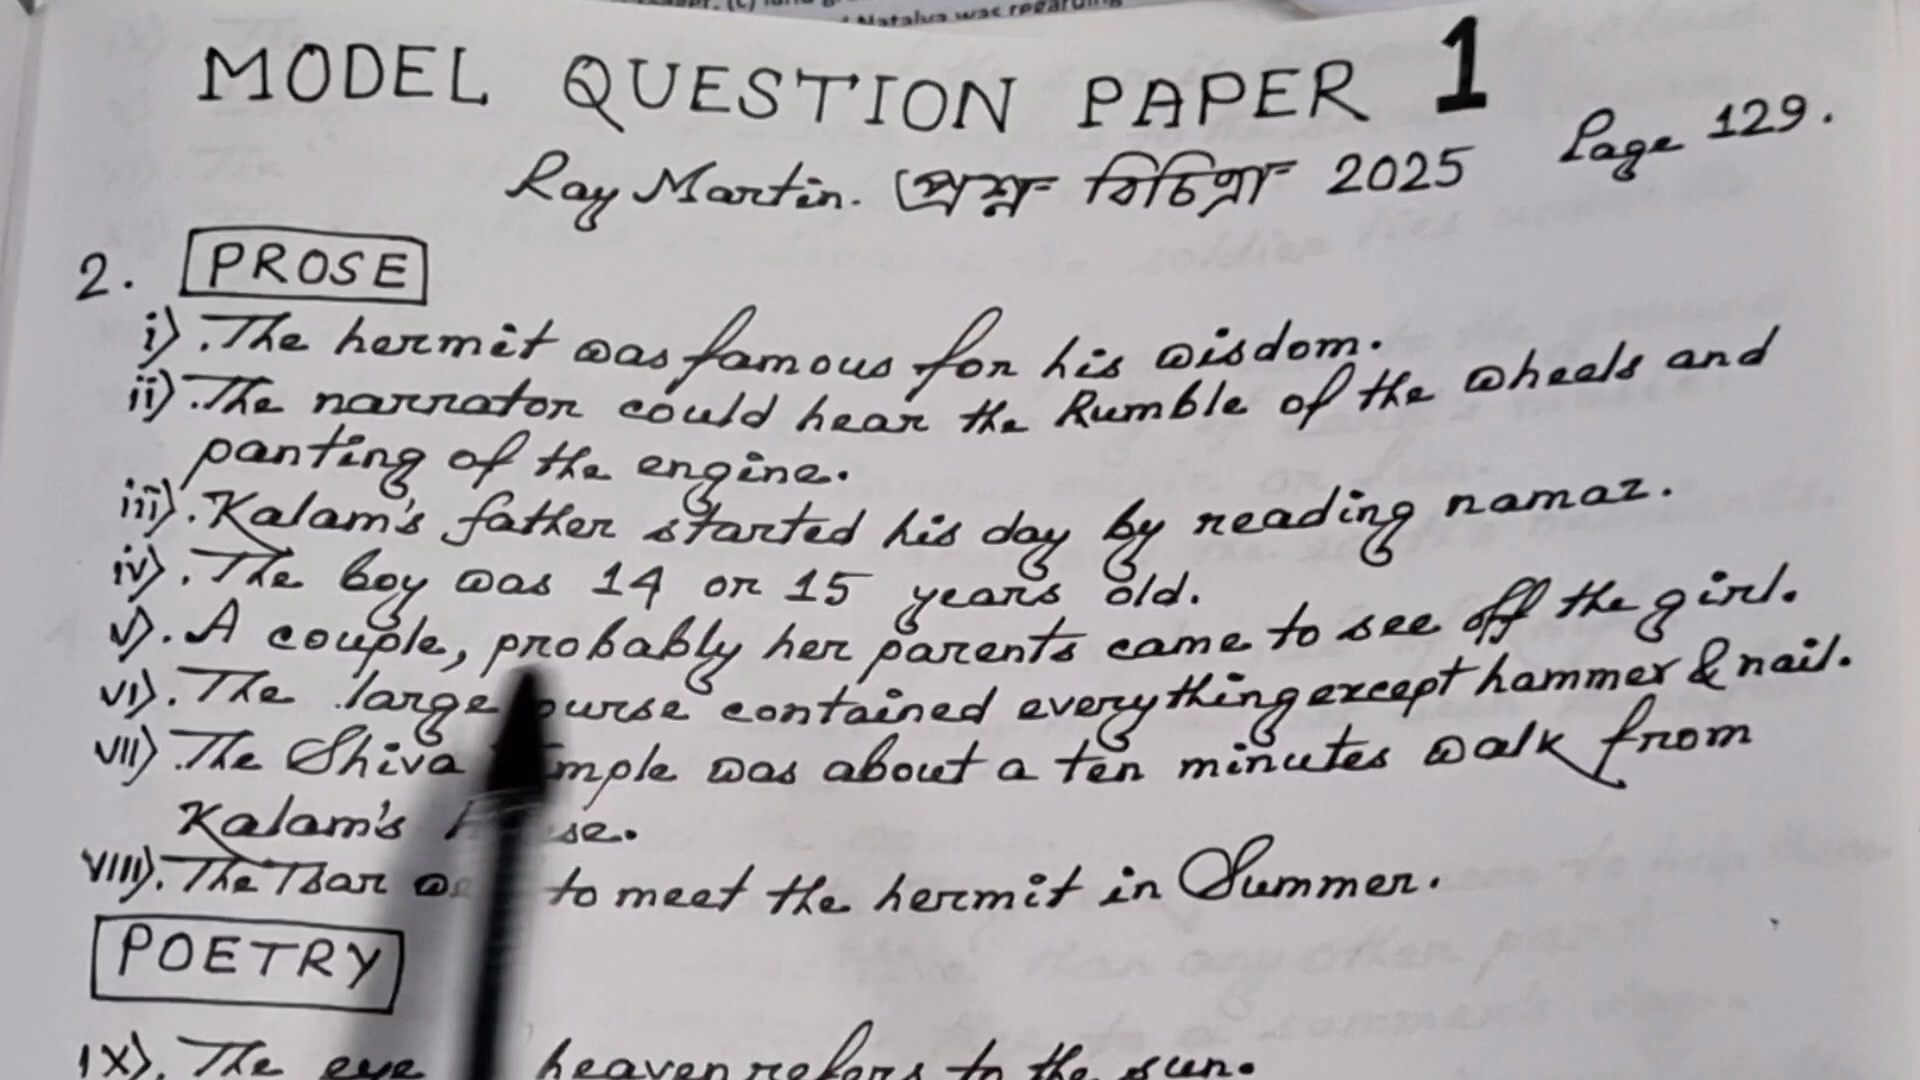 Natalya was regarding
MODEL QUESTION PAPER 1
Ray Martin. প্রশ্ন বিচিত্রা 2025 Page 129.
2. PROSE
i). The hermit was famous for his wisdom.
ii). The narrator could hear the Rumble of the wheels and
panting of the engine.
iii). Kalam's father started his day by reading namaz.
iv). The boy was 14 or 15 years old.
v). A couple, probably her parents came to see off the girl.
vi). The large purse contained everything except hammer & nail.
vii). The Shiva was about a ten minutes walk from
Kalam's
viii). The Tsar to meet the hermit in Summer.
POETRY
ix). The eye heaven refers to the sun.